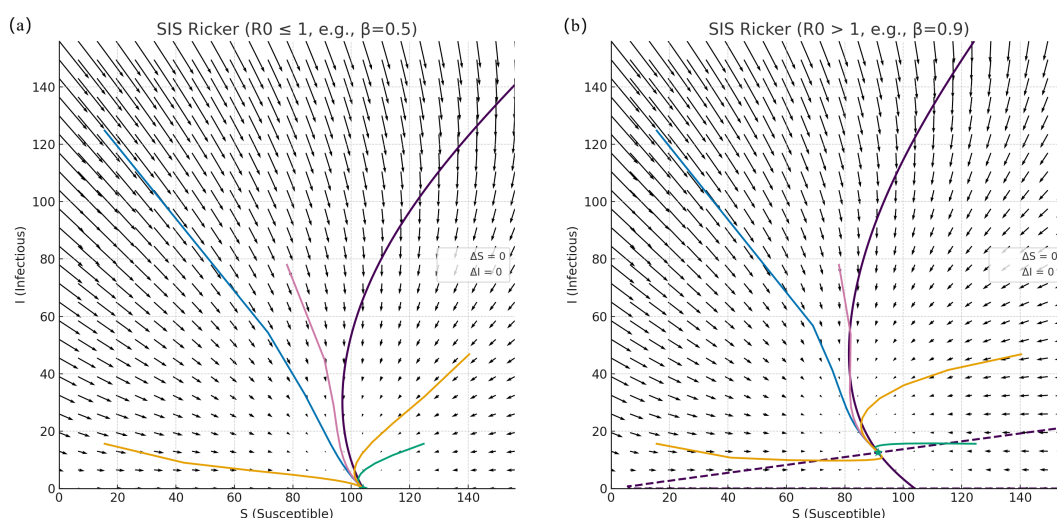 (a)
SIS Ricker (R0 ≤ 1, e.g., β=0.5)
I (Infectious)
140
120
100
80
60
40
20
0
0 20 40 60 80 100 120 140
S (Susceptible)
ΔS = 0
ΔI = 0
(b)
SIS Ricker (R0 > 1, e.g., β=0.9)
I (Infectious)
140
120
100
80
60
40
20
0
0 20 40 60 80 100 120 140
S (Susceptible)
ΔS = 0
ΔI = 0